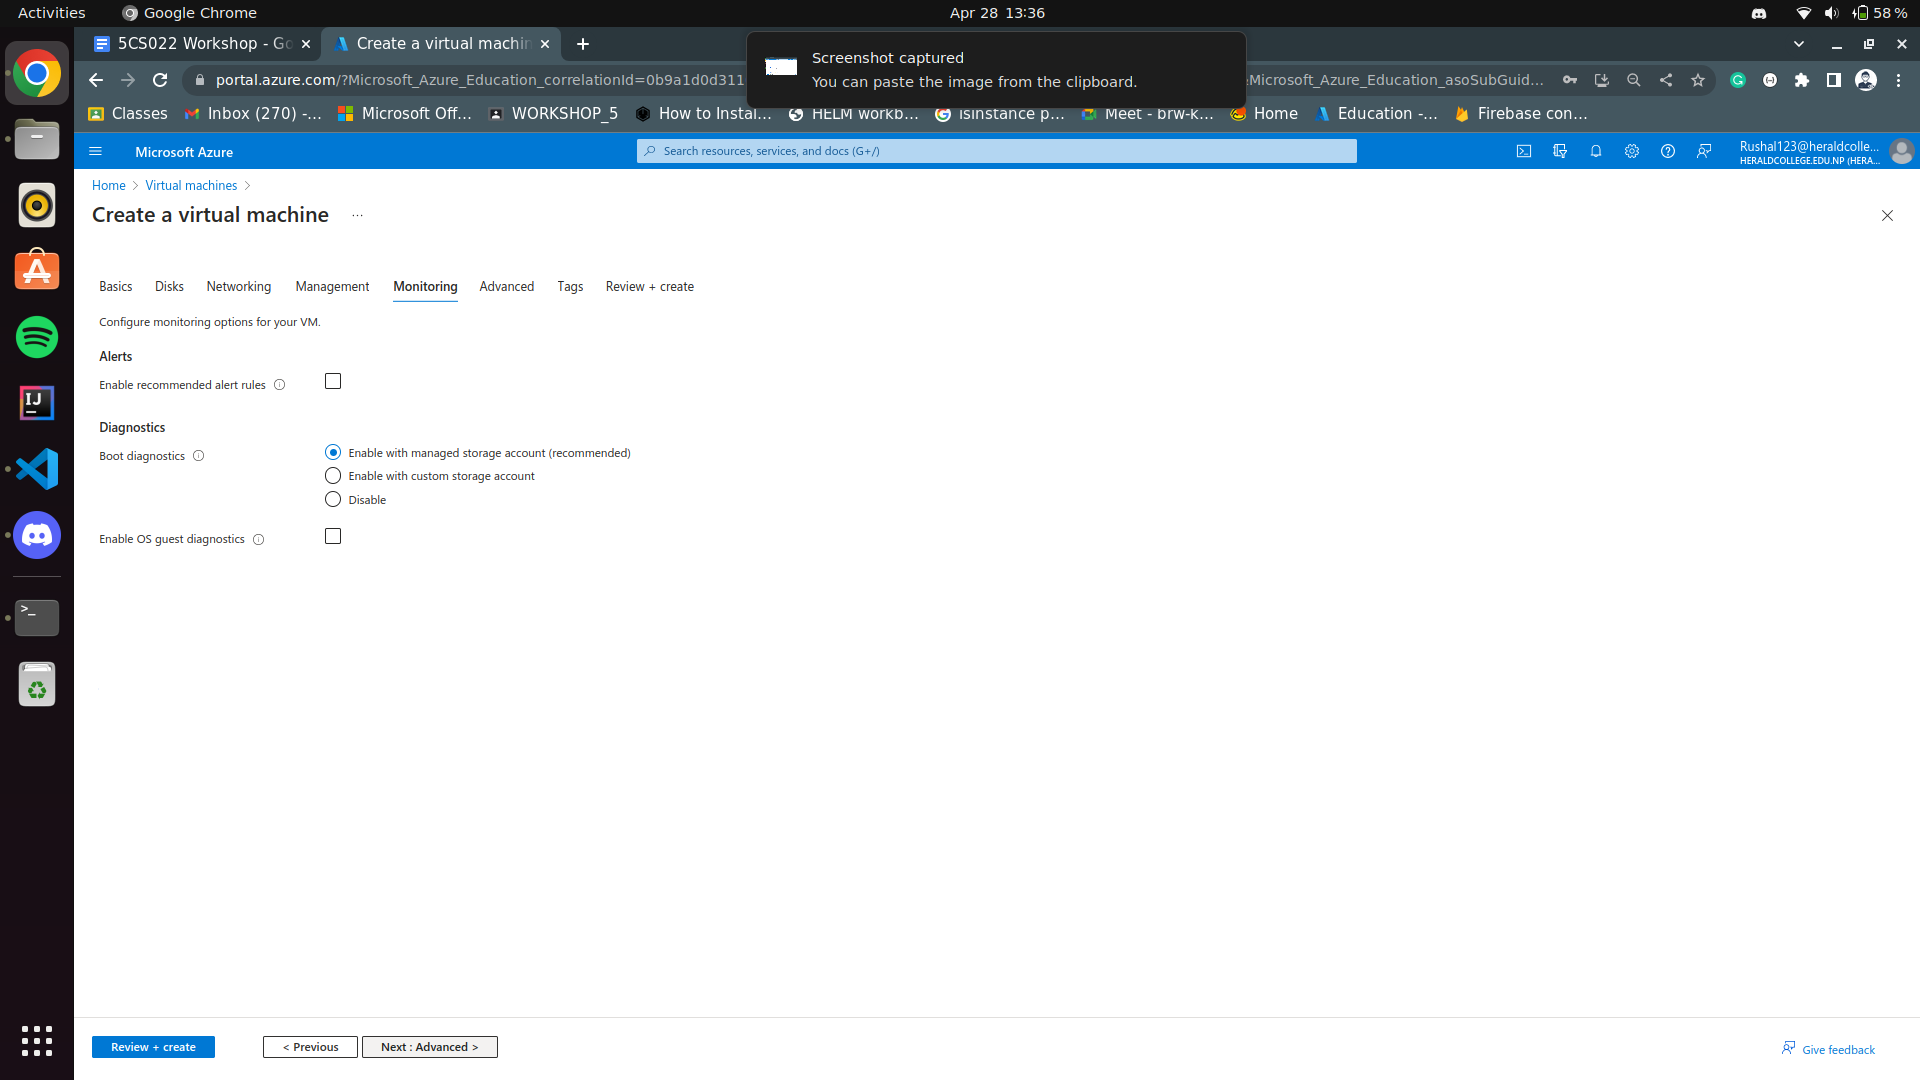 Activities
Google Chrome
Apr 28 13:36
58 %
5CS022 Workshop - Go
Create a virtual machin
Screenshot captured
You can paste the image from the clipboard.
portal.azure.com/?Microsoft_Azure_Education_correlationId=0b9a1d0d311
Microsoft_Azure_Education_asoSubGuid...
Classes
Inbox (270) -...
Microsoft Off...
WORKSHOP_5
How to Instal...
HELM workb...
isinstance p...
Meet - brw-k...
Home
Education -...
Firebase con...
Microsoft Azure
Search resources, services, and docs (G+/)
Rushal123@heraldcolle...
HERALDCOLLEGE.EDU.NP (HERA...
Home
Virtual machines
Create a virtual machine
...
Basics
Disks
Networking
Management
Monitoring
Advanced
Tags
Review + create
Configure monitoring options for your VM.
Alerts
Enable recommended alert rules
Diagnostics
Boot diagnostics
Enable with managed storage account (recommended)
Enable with custom storage account
Disable
Enable OS guest diagnostics
Review + create
< Previous
Next : Advanced >
Give feedback